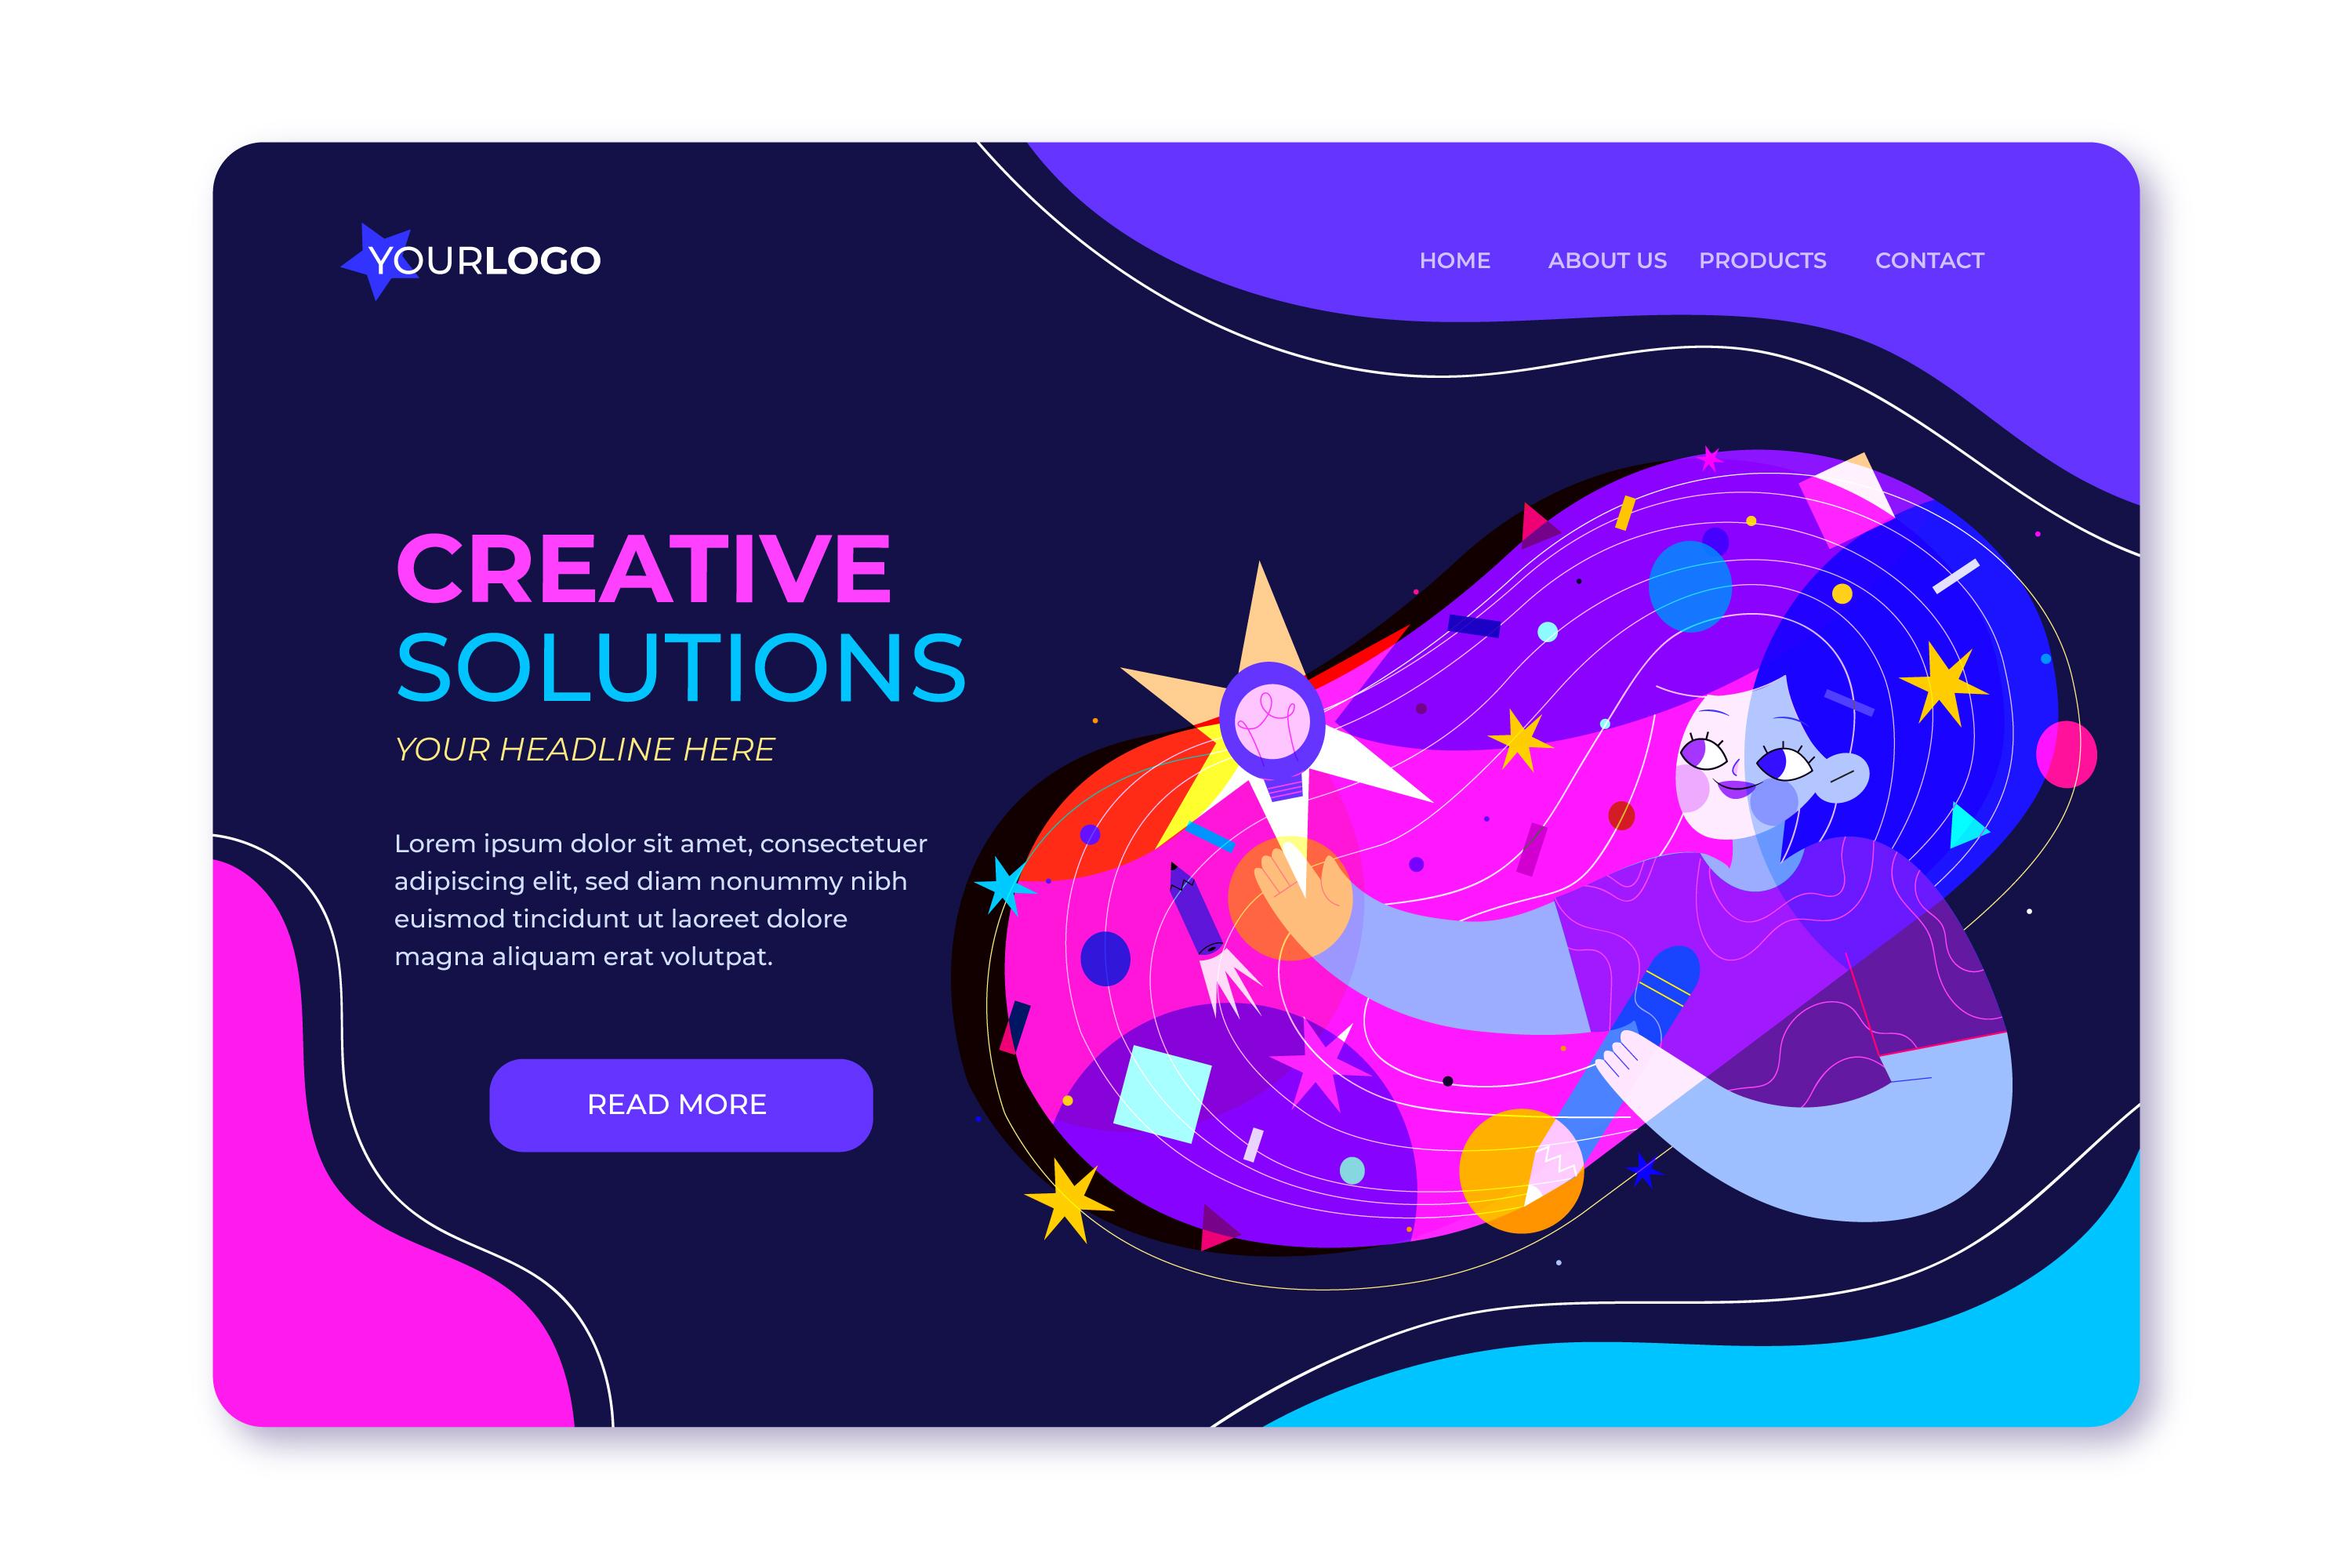 YOURLOGO
HOME ABOUT US PRODUCTS CONTACT
CREATIVE
SOLUTIONS
YOUR HEADLINE HERE
Lorem ipsum dolor sit amet, consectetuer
adipiscing elit, sed diam nonummy nibh
euismod tincidunt ut laoreet dolore
magna aliquam erat volutpat.
READ MORE